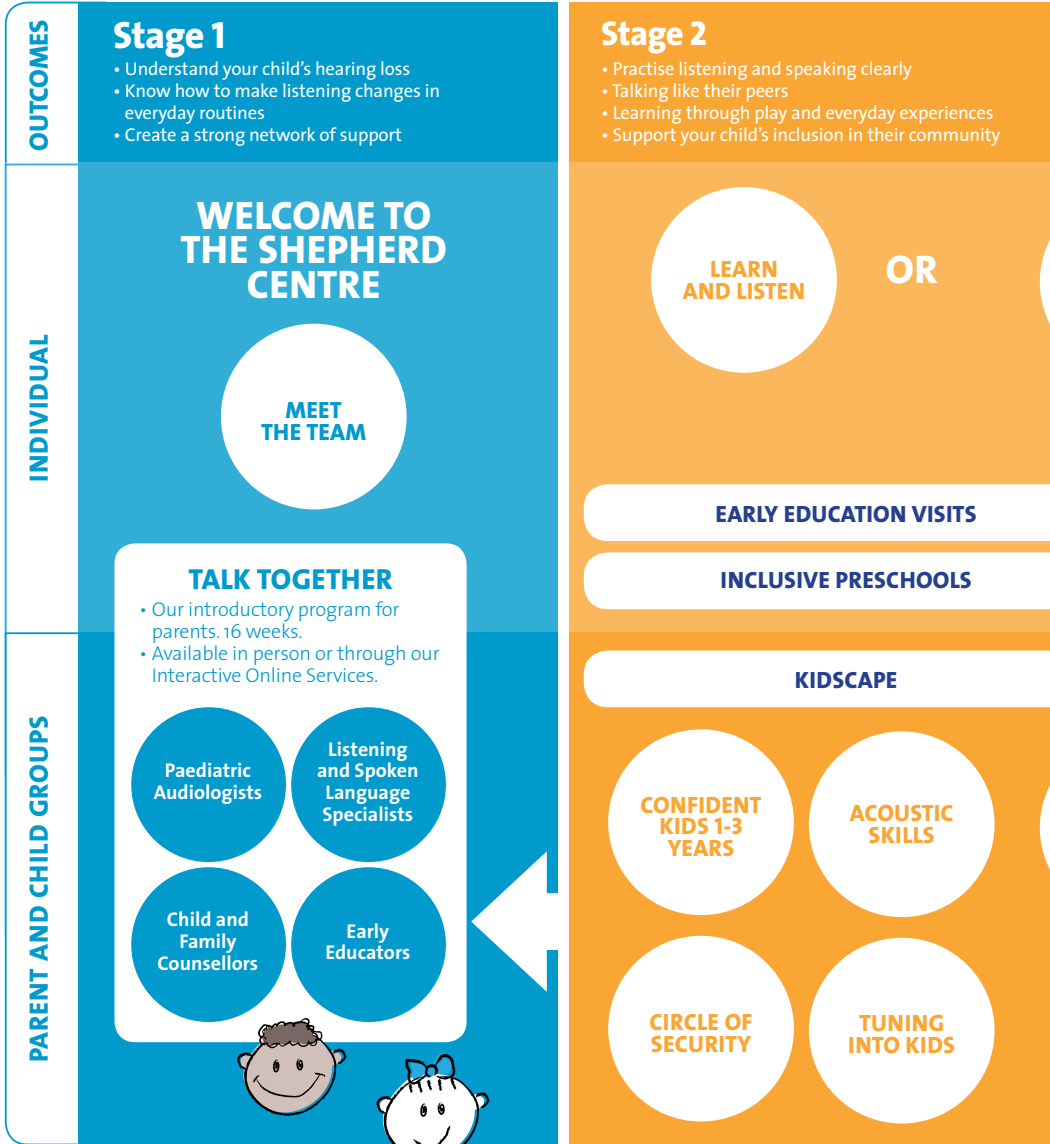 OUTCOMES
Stage 1
• Understand your child's hearing loss
• Know how to make listening changes in
everyday routines
• Create a strong network of support
Stage 2
• Practise listening and speaking clearly
• Talking like their peers
• Learning through play and everyday experiences
• Support your child's inclusion in their community
INDIVIDUAL
WELCOME TO
THE SHEPHERD
CENTRE
MEET
THE TEAM
LEARN
AND LISTEN
OR
EARLY EDUCATION VISITS
INCLUSIVE PRESCHOOLS
TALK TOGETHER
• Our introductory program for
parents. 16 weeks.
• Available in person or through our
Interactive Online Services.
PARENT AND CHILD GROUPS
Paediatric
Audiologists
Listening
and Spoken
Language
Specialists
Child and
Family
Counsellors
Early
Educators
KIDSCAPE
CONFIDENT
KIDS 1-3
YEARS
ACOUSTIC
SKILLS
CIRCLE OF
SECURITY
TUNING
INTO KIDS